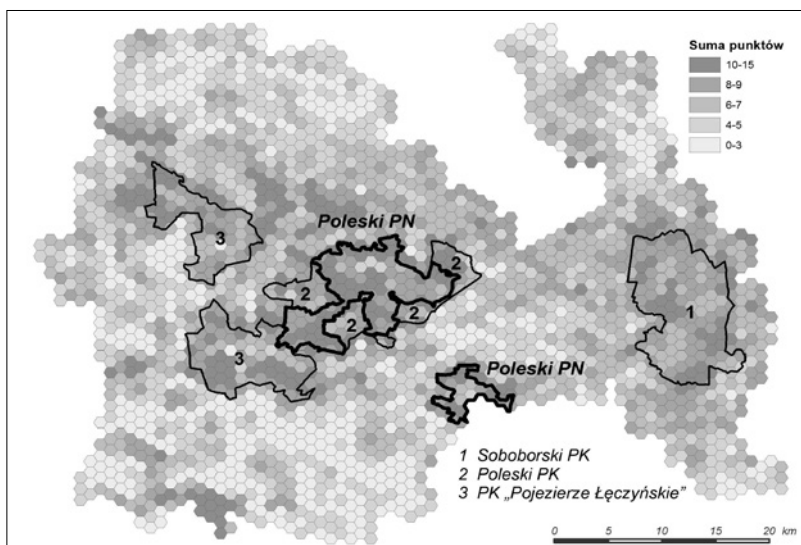 Suma punktów
10-15
8-9
6-7
4-5
0-3
Poleski PN
3
2
2
1
2
2
3
Poleski PN
1 Soboborski PK
2 Poleski PK
3 PK „Pojezierze Łęczyńskie”
0 5 10 15 20 km